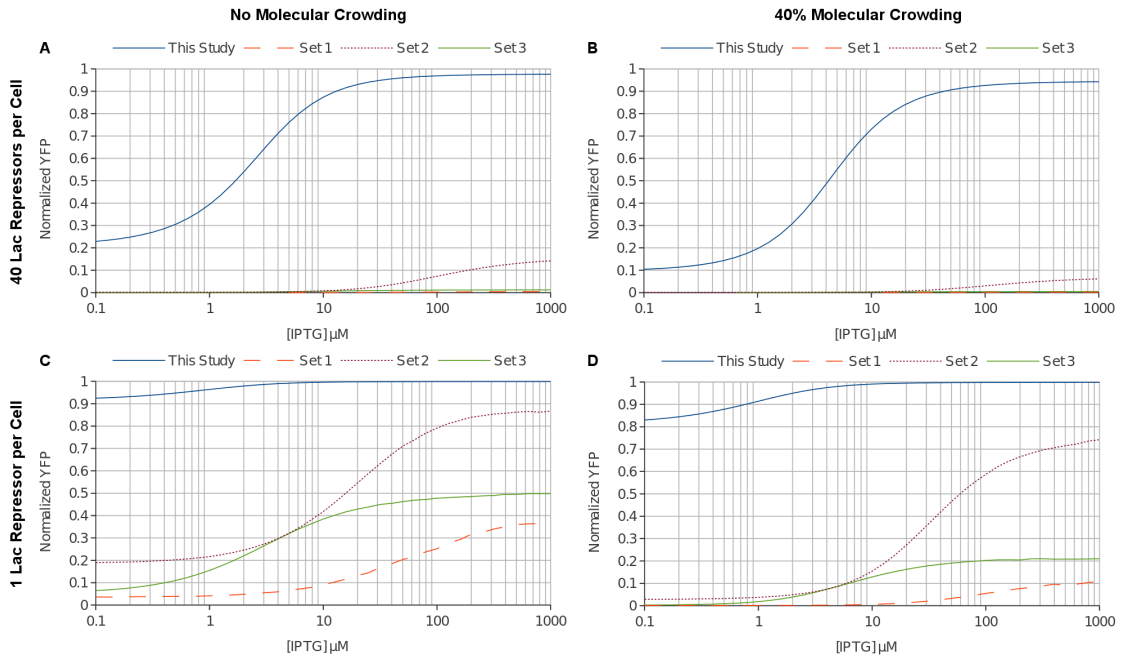 No Molecular Crowding
40% Molecular Crowding
40 Lac Repressors per Cell
A
This Study
Set 1
Set 2
Set 3
1
0.9
0.8
0.7
0.6
0.5
0.4
0.3
0.2
0.1
0
Normalized YFP
0.1
1
10
100
1000
[IPTG] µM
B
This Study
Set 1
Set 2
Set 3
1
0.9
0.8
0.7
0.6
0.5
0.4
0.3
0.2
0.1
0
Normalized YFP
0.1
1
10
100
1000
[IPTG] µM
1 Lac Repressor per Cell
C
This Study
Set 1
Set 2
Set 3
1
0.9
0.8
0.7
0.6
0.5
0.4
0.3
0.2
0.1
0
Normalized YFP
0.1
1
10
100
1000
[IPTG] µM
D
This Study
Set 1
Set 2
Set 3
1
0.9
0.8
0.7
0.6
0.5
0.4
0.3
0.2
0.1
0
Normalized YFP
0.1
1
10
100
1000
[IPTG] µM